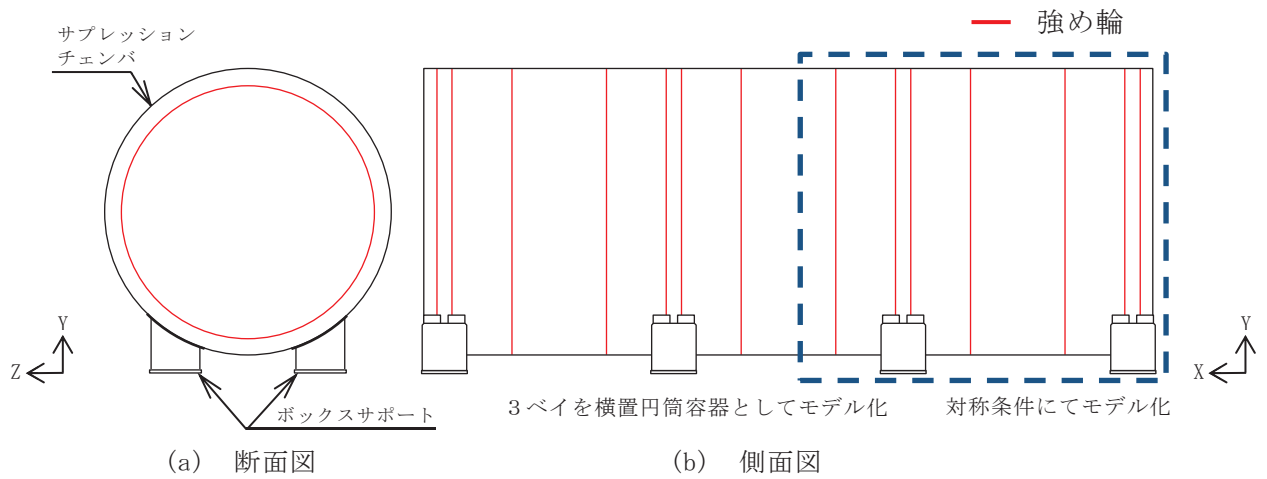 サプレッション
チェンバ
強め輪
Y
Z
ボックスサポート
Y
X
3ベイを横置円筒容器としてモデル化
対称条件にてモデル化
(a) 断面図
(b) 側面図